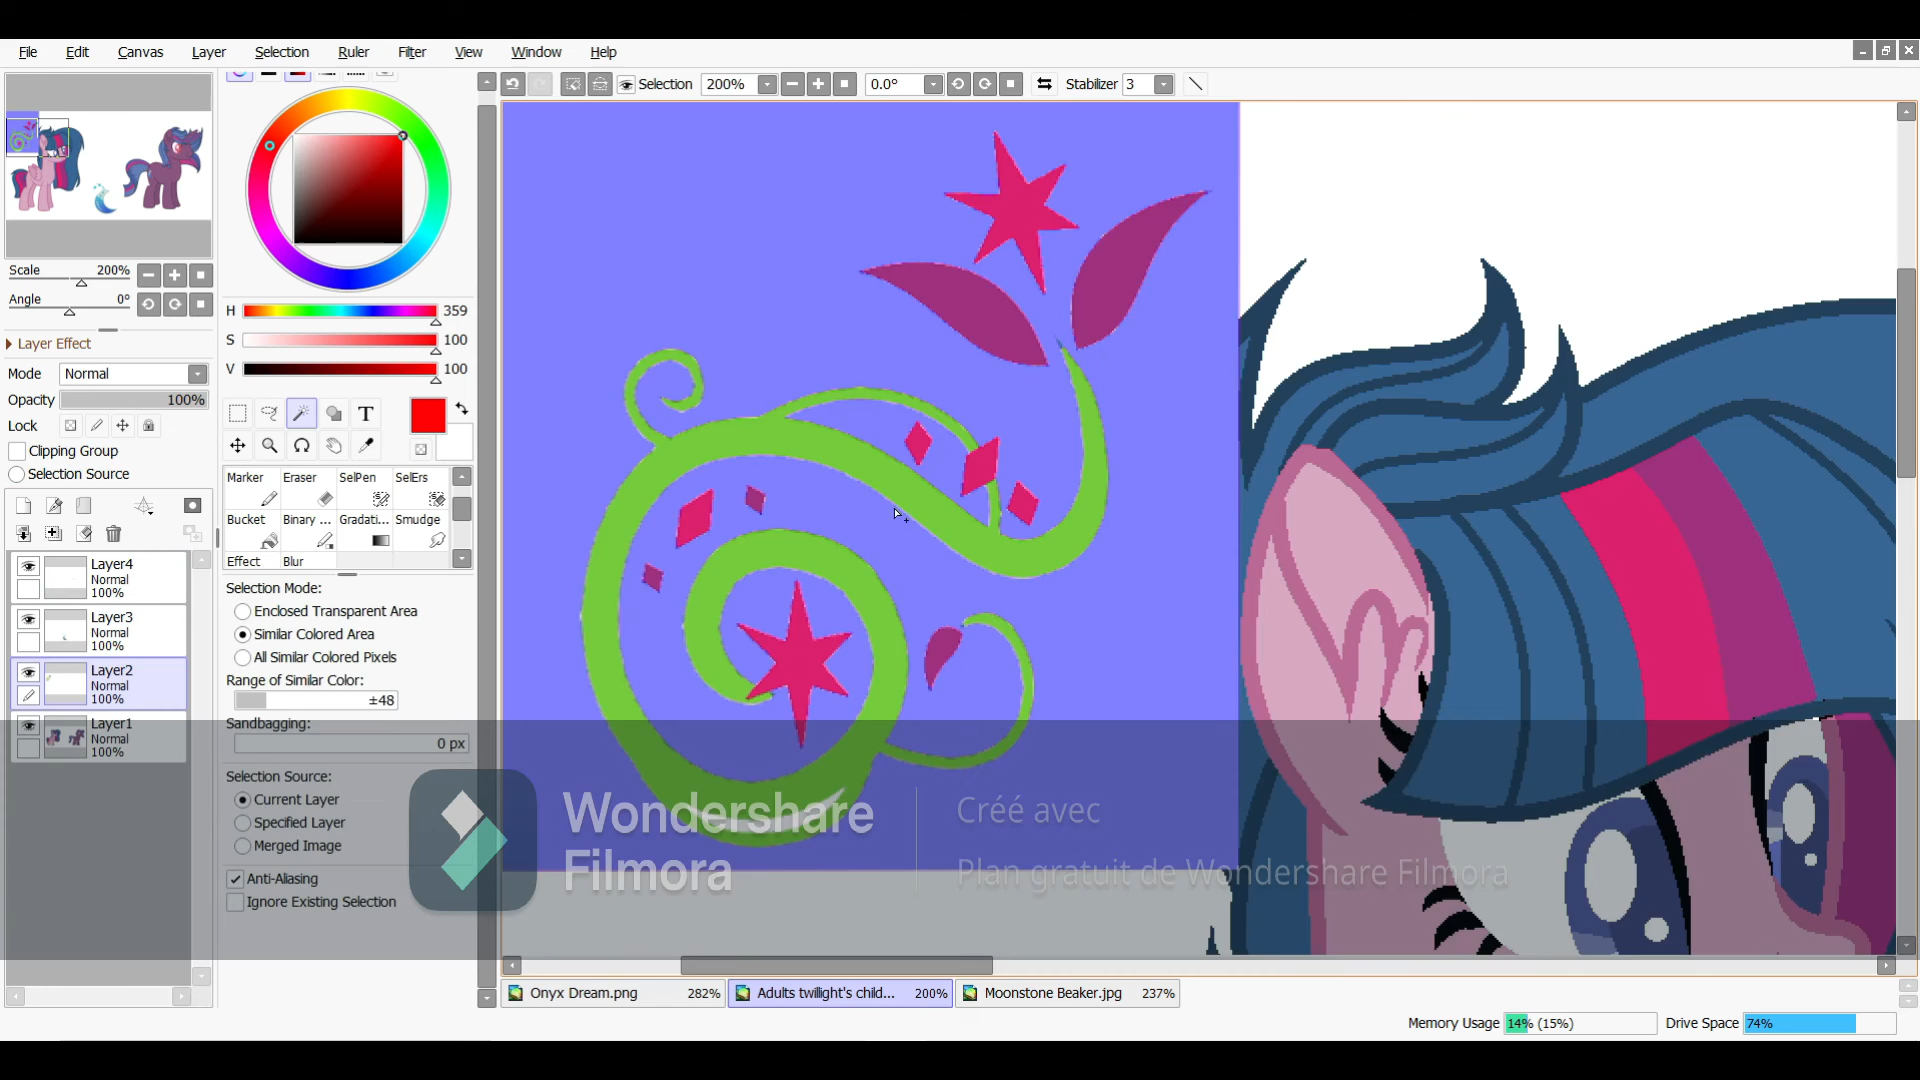 File Edit Canvas Layer Selection Ruler Filter View Window Help
Selection 200% 0.0° Stabilizer 3
Scale 200%
Angle 0°
Layer Effect
Mode Normal
Opacity 100%
Lock
Clipping Group
Selection Source
Layer4
Normal
100%
Layer3
Normal
100%
Layer2
Normal
100%
Layer1
Normal
100%
H 359
S 100
V 100
T
Marker Eraser SelPen SelErs
Bucket Binary ... Gradati... Smudge
Effect Blur
Selection Mode:
Enclosed Transparent Area
Similar Colored Area
All Similar Colored Pixels
Range of Similar Color:
±48
Sandbagging:
0 px
Selection Source:
Current Layer
Specified Layer
Merged Image
Anti-Aliasing
Ignore Existing Selection
Wondershare
Filmora
Créé avec
Plan gratuit de Wondershare Filmora
Onyx Dream.png 282% Adults twillight's child... 200% Moonstone Beaker.jpg 237%
Memory Usage 14% (15%) Drive Space 74%